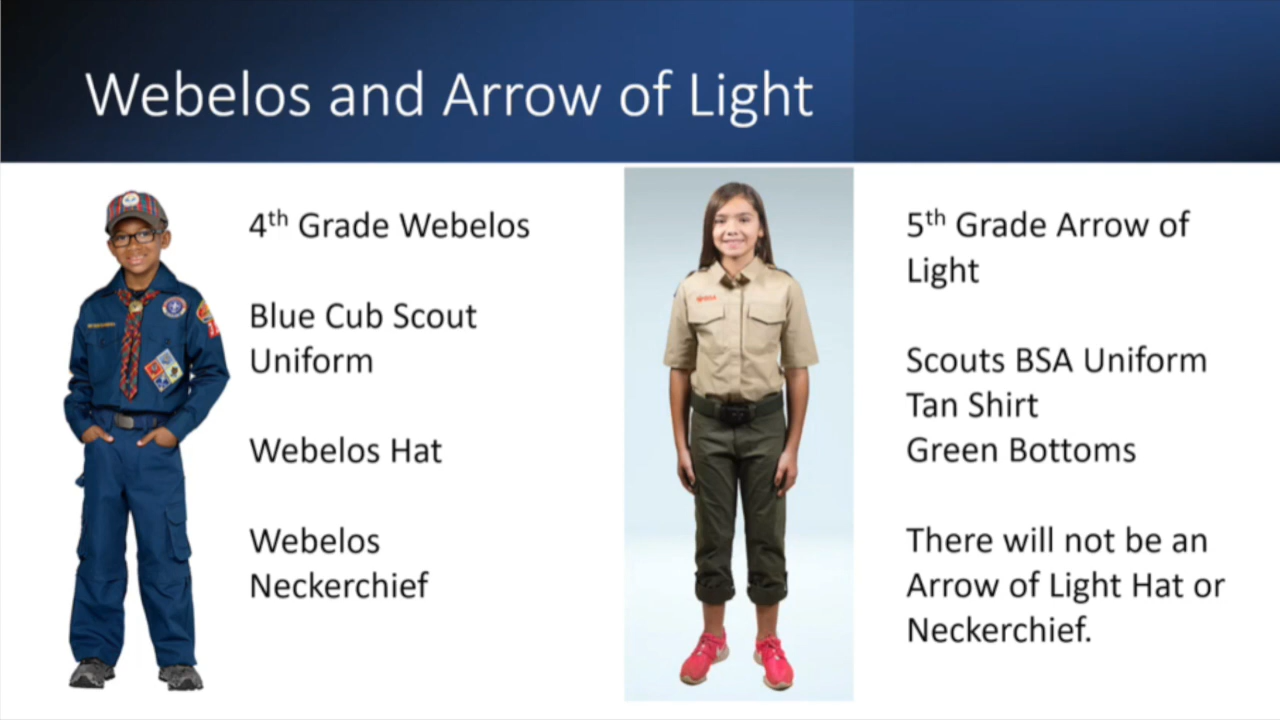 Webelos and Arrow of Light
4th Grade Webelos
Blue Cub Scout
Uniform
Webelos Hat
Webelos
Neckerchief
5th Grade Arrow of
Light
Scouts BSA Uniform
Tan Shirt
Green Bottoms
There will not be an
Arrow of Light Hat or
Neckerchief.
BSA